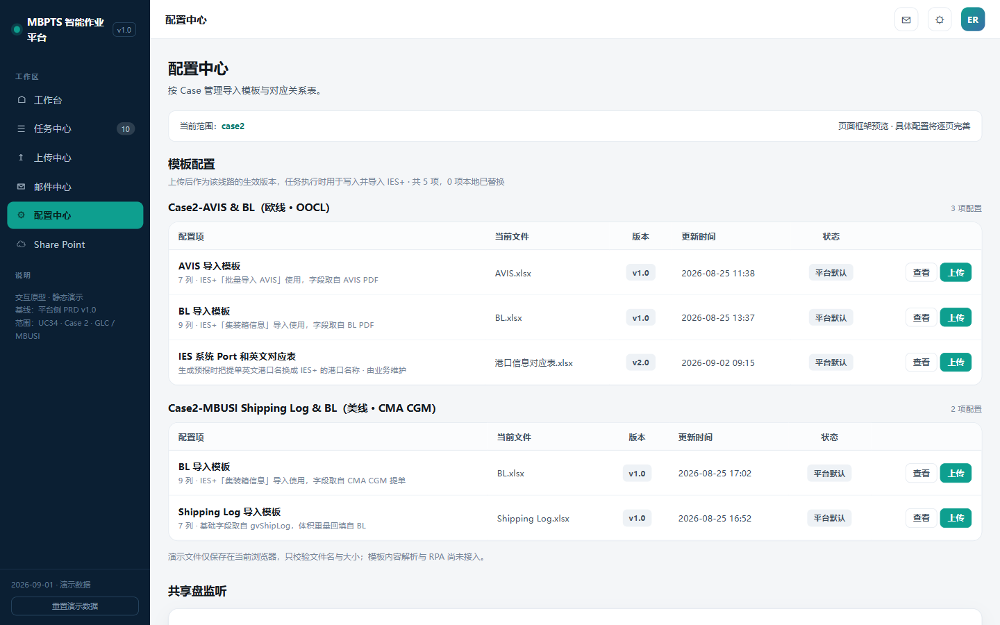 MBPTS 智能作业平台
v1.0
工作区
工作台
任务中心
10
上传中心
邮件中心
配置中心
Share Point
说明
交互原型 · 静态演示
基线：平台侧 PRD v1.0
范围：UC34 · Case 2 · GLC /
MBUSI
2026-09-01 · 演示数据
重置演示数据
配置中心
ER
配置中心
按 Case 管理导入模板与对应关系表。
当前范围：case2
页面框架预览 · 具体配置将逐页完善
模板配置
上传后作为该线路的生效版本，任务执行时用于写入并导入 IES+ · 共 5 项，0 项本地已替换
Case2-AVIS & BL（欧线 • OOCL）
3 项配置
配置项 当前文件 版本 更新时间 状态
AVIS 导入模板
7 列 · IES+「批量导入 AVIS」使用，字段取自 AVIS PDF
AVIS.xlsx v1.0 2026-08-25 11:38 平台默认 查看 上传
BL 导入模板
9 列 · IES+「集装箱信息」导入使用，字段取自 BL PDF
BL.xlsx v1.0 2026-08-25 13:37 平台默认 查看 上传
IES 系统 Port 和英文对应表
生成预报时把提单英文港口名换成 IES+ 的港口名称 · 由业务维护
港口信息对应表.xlsx v2.0 2026-09-02 09:15 平台默认 查看 上传
Case2-MBUSI Shipping Log & BL（美线 • CMA CGM）
2 项配置
配置项 当前文件 版本 更新时间 状态
BL 导入模板
9 列 · IES+「集装箱信息」导入使用，字段取自 CMA CGM 提单
BL.xlsx v1.0 2026-08-25 17:02 平台默认 查看 上传
Shipping Log 导入模板
7 列 · 基础字段取自 gvShipLog，体积重量回填自 BL
Shipping Log.xlsx v1.0 2026-08-25 16:52 平台默认 查看 上传
演示文件仅保存在当前浏览器，只校验文件名与大小；模板内容解析与 RPA 尚未接入。
共享盘监听